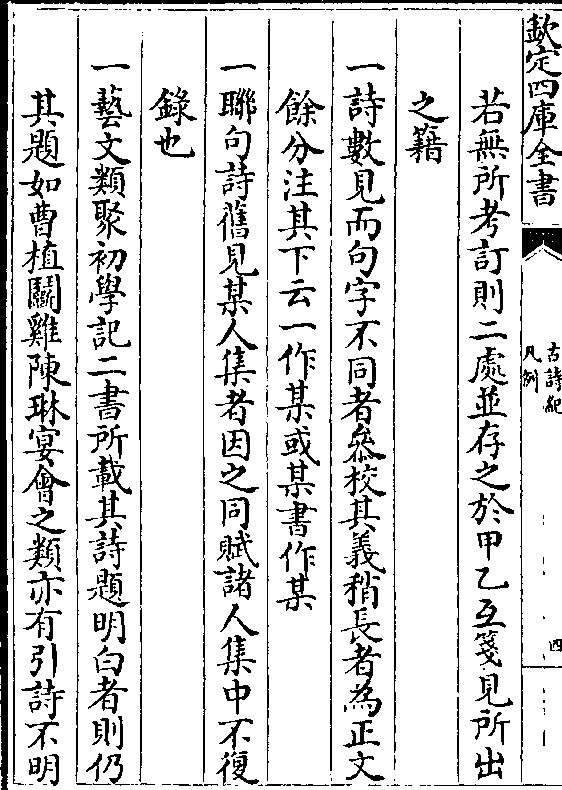 欽定四庫全書
古詩紀
凡例
四
若無所考訂則二處並存之於甲乙互箋見所出
之籍
一詩數見而句字不同者叅校其義稍長者為正文
餘分注其下云一作某或某書作某
一聯句詩舊見某人集者因之同賦諸人集中不復
錄也
一藝文類聚初學記二書所載其詩題明白者則仍
其題如曹植鬭雞陳琳宴會之類亦有引詩不明